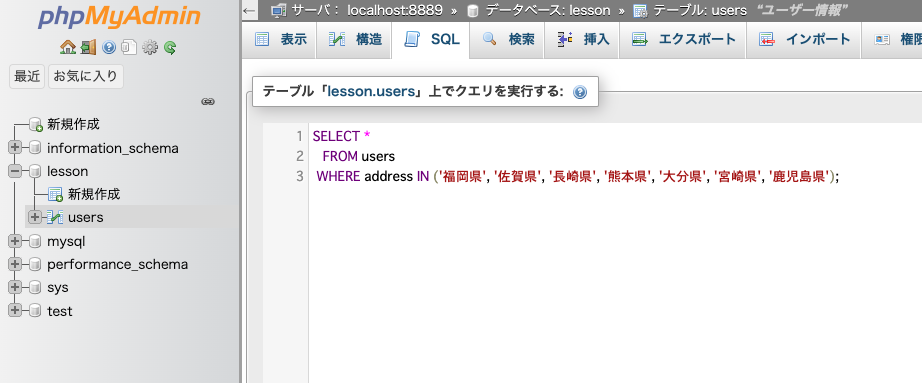 phpMyAdmin
最近 お気に入り
新規作成
information_schema
lesson
新規作成
users
mysql
performance_schema
sys
test
← サーバ: localhost:8889 » データベース: lesson » テーブル: users “ユーザー情報”
表示 構造 SQL 検索 挿入 エクスポート インポート 権限
テーブル「lesson.users」上でクエリを実行する:
1 SELECT *
2 FROM users
3 WHERE address IN ('福岡県', '佐賀県', '長崎県', '熊本県', '大分県', '宮崎県', '鹿児島県');